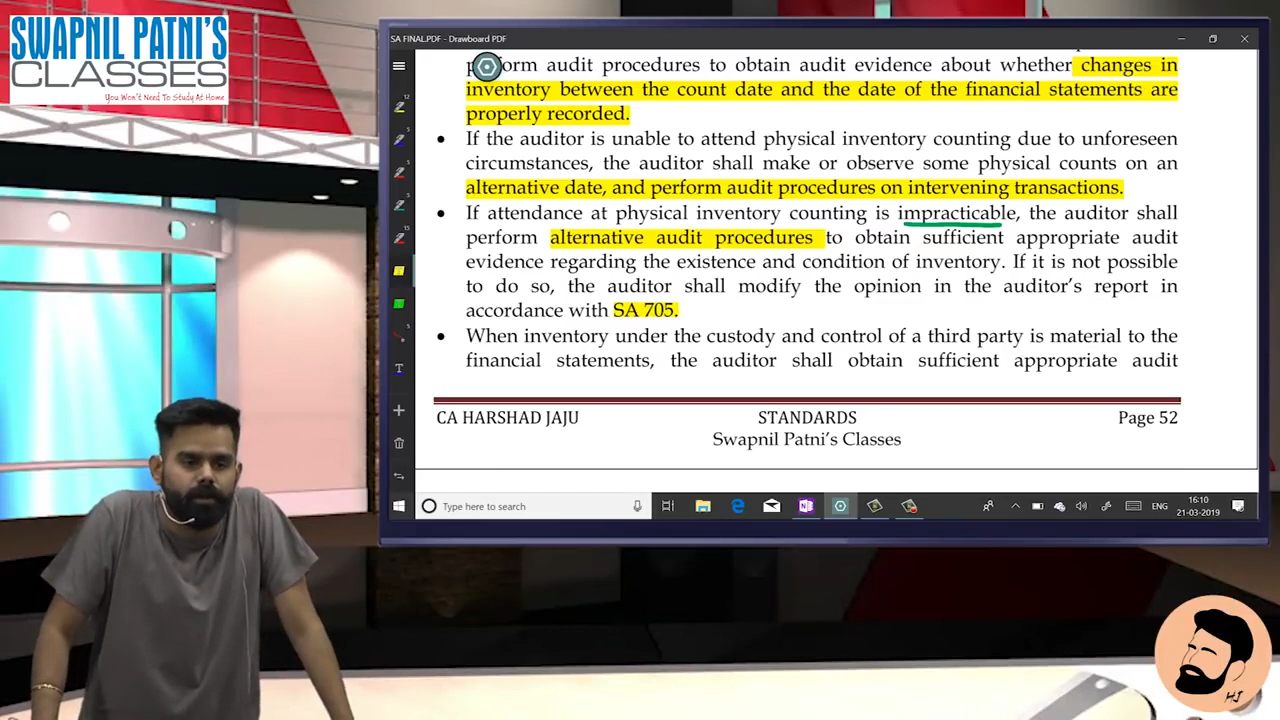 SWAPNIL PATNI'S
CLASSES
You Won't Need To Study At Home
SA FINAL.PDF - Drawboard PDF
form audit procedures to obtain audit evidence about whether changes in
inventory between the count date and the date of the financial statements are
properly recorded.
• If the auditor is unable to attend physical inventory counting due to unforeseen
circumstances, the auditor shall make or observe some physical counts on an
alternative date, and perform audit procedures on intervening transactions.
• If attendance at physical inventory counting is impracticable, the auditor shall
perform alternative audit procedures to obtain sufficient appropriate audit
evidence regarding the existence and condition of inventory. If it is not possible
to do so, the auditor shall modify the opinion in the auditor's report in
accordance with SA 705.
• When inventory under the custody and control of a third party is material to the
financial statements, the auditor shall obtain sufficient appropriate audit
CA HARSHAD JAJU STANDARDS Page 52
Swapnil Patni's Classes
Type here to search
ENG
16:10
21-03-2019
HJ